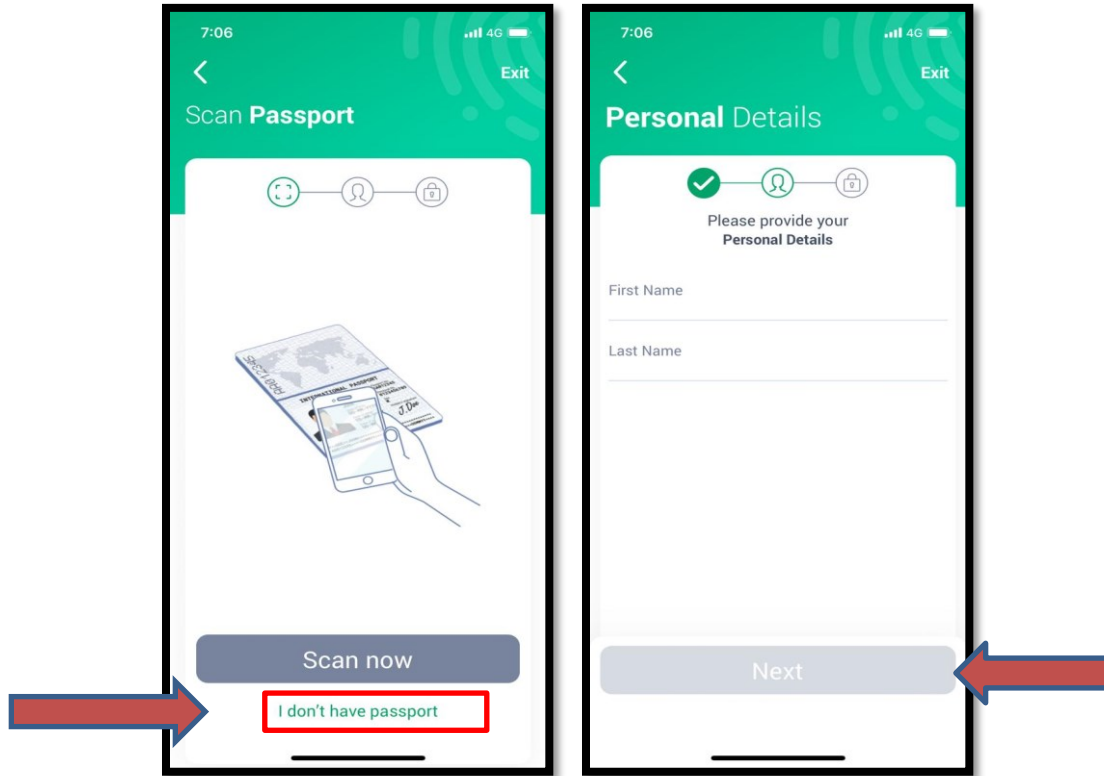 7:06
4G
Exit
Scan Passport
INTERNATIONAL PASSPORT
J.Doe
Scan now
I don't have passport
7:06
4G
Exit
Personal Details
Please provide your
Personal Details
First Name
Last Name
Next